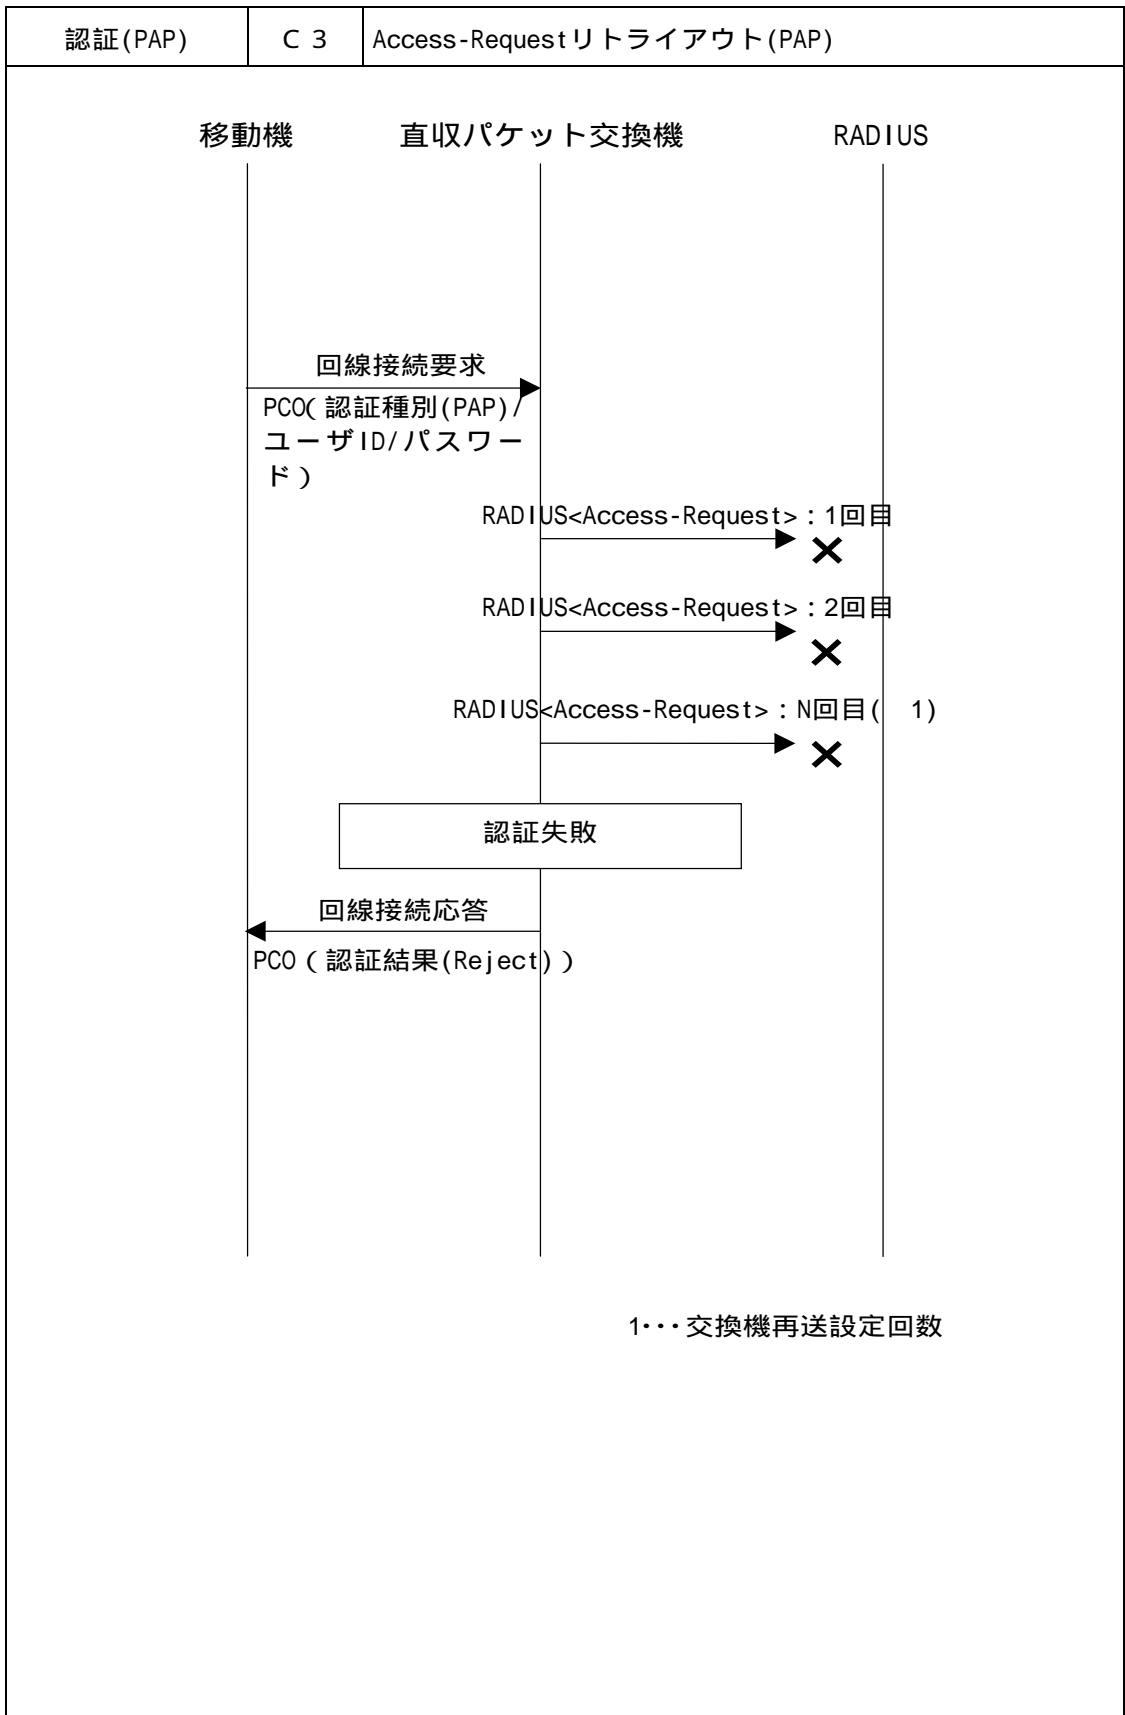 認証(PAP)
C 3
Access-Requestリトライアウト(PAP)
移動機
直収パケット交換機
RADIUS
回線接続要求
PCO(認証種別(PAP)/
ユーザID/パスワー
ド)
RADIUS<Access-Request>:1回目
RADIUS<Access-Request>:2回目
RADIUS<Access-Request>:N回目( 1)
認証失敗
回線接続応答
PCO(認証結果(Reject))
1・・・交換機再送設定回数